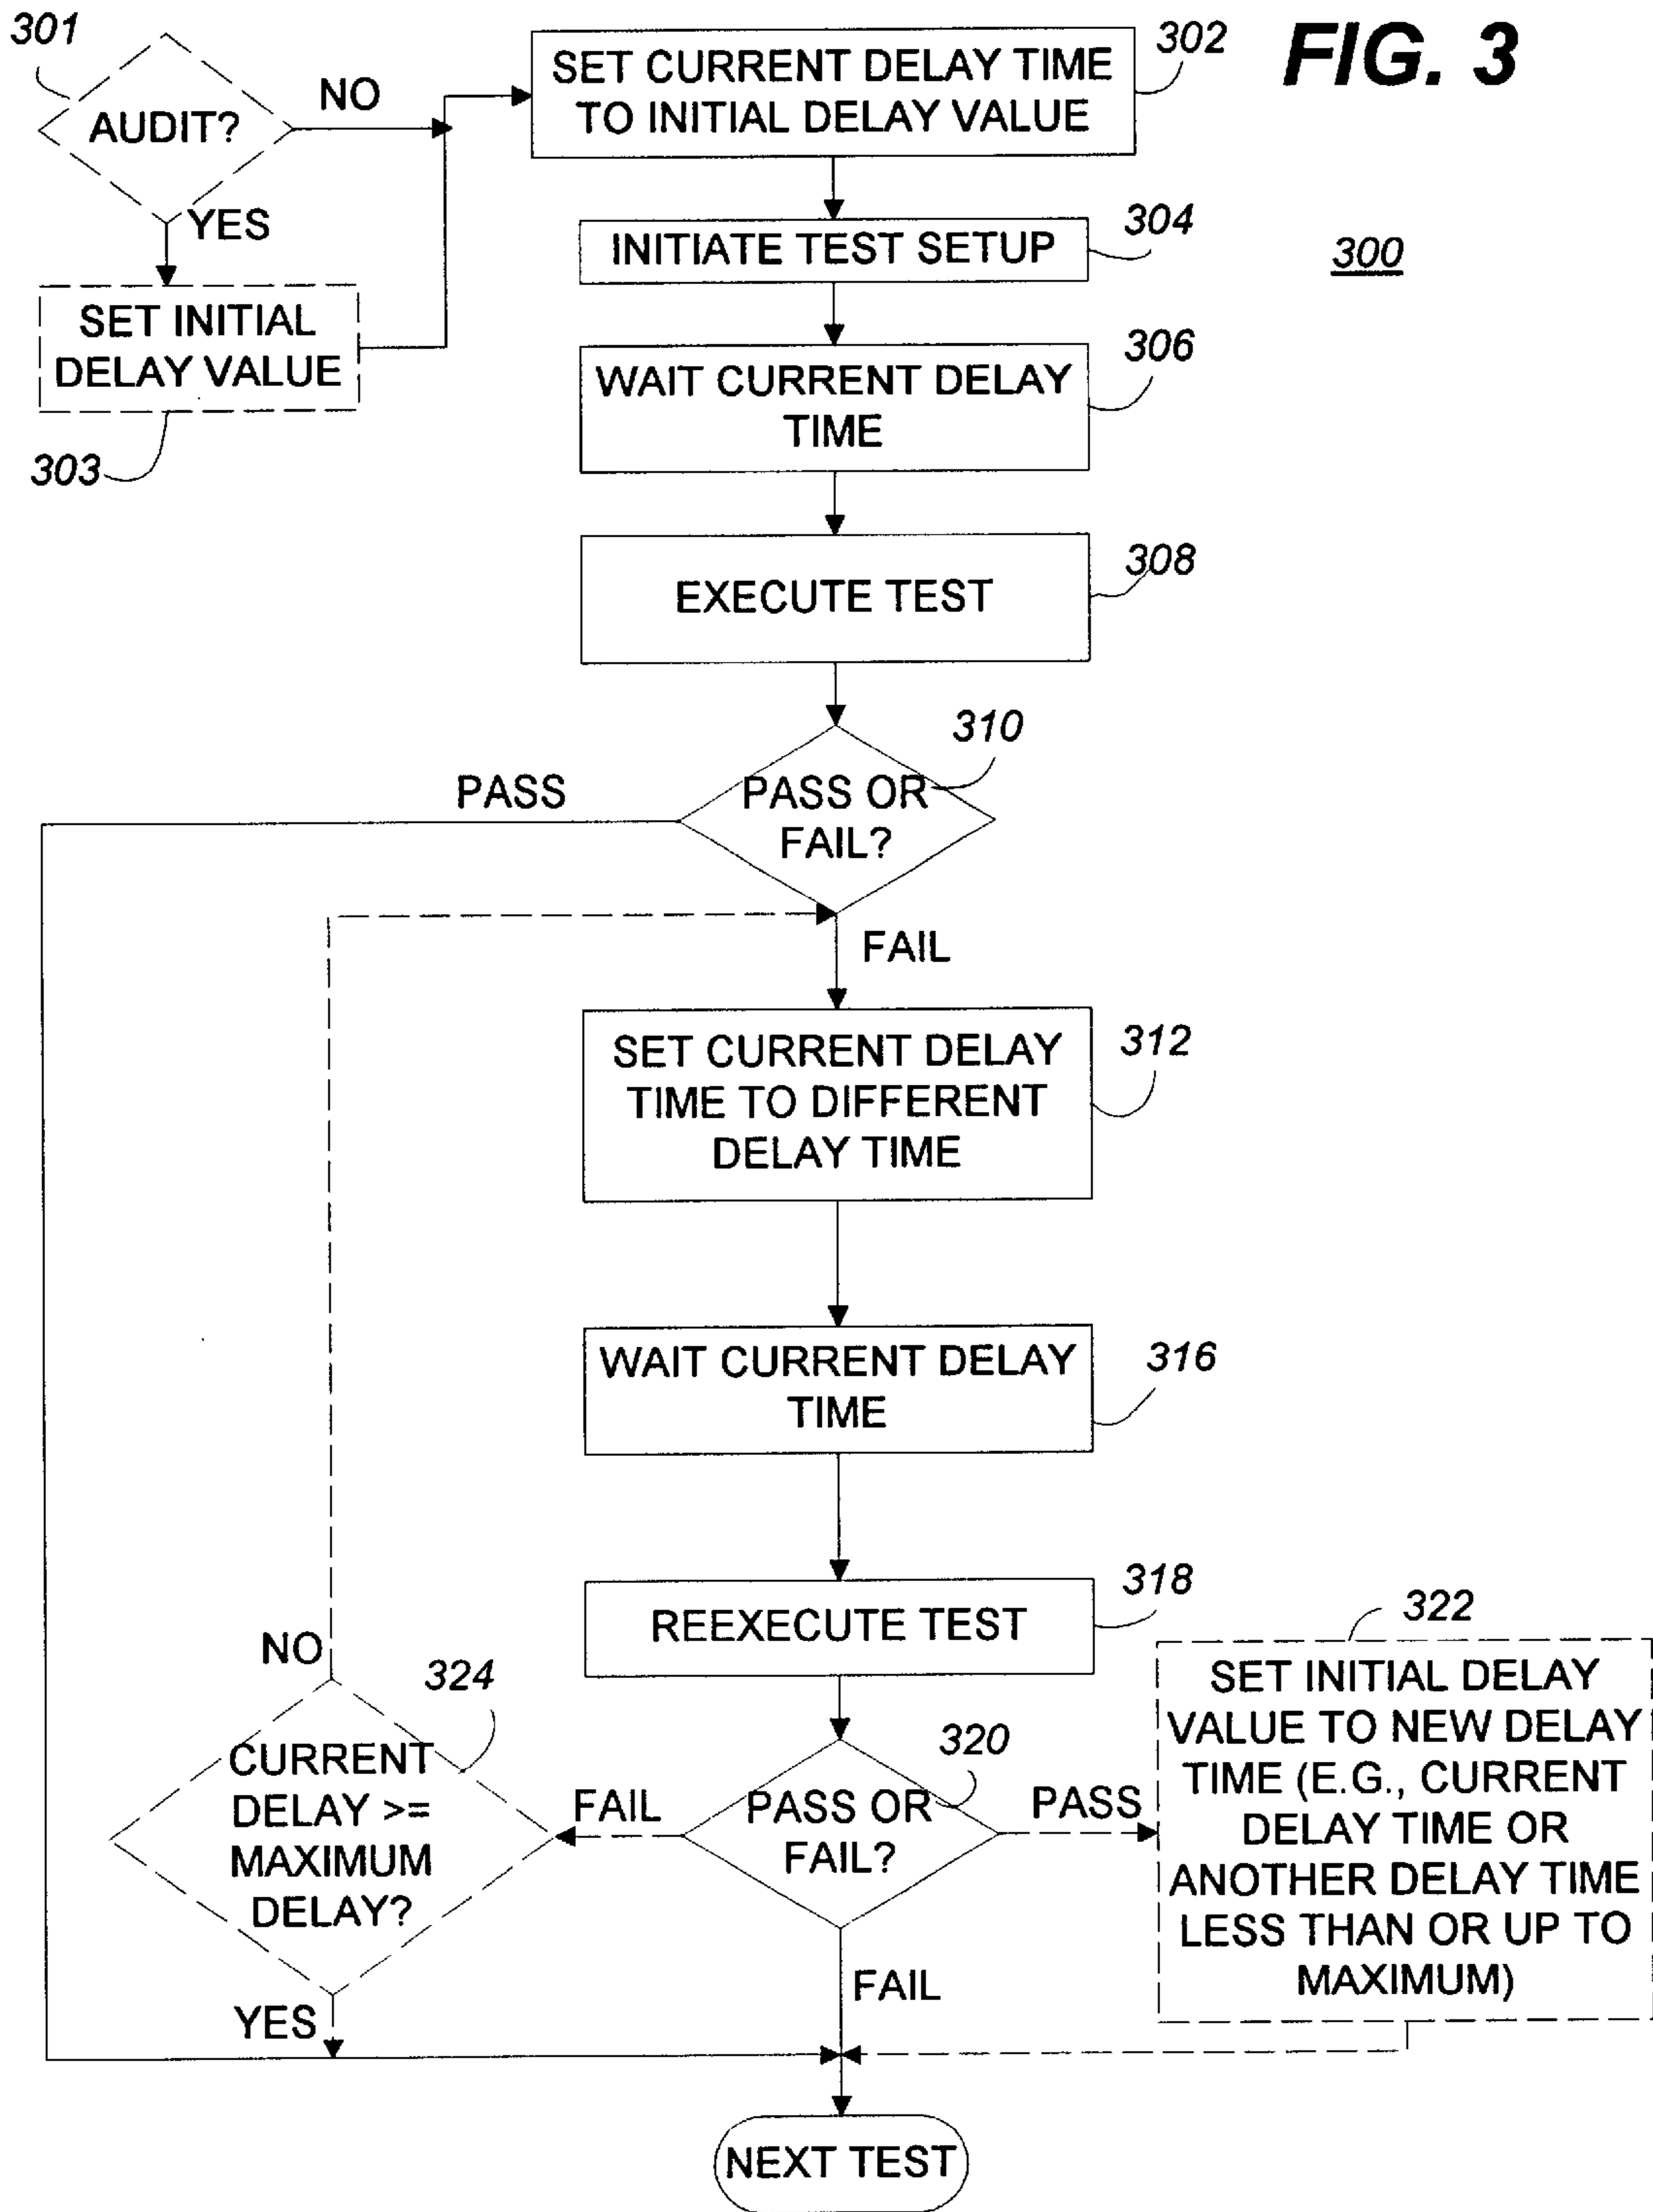 FIG. 3
300
301
AUDIT?
NO
YES
SET INITIAL
DELAY VALUE
303
302
SET CURRENT DELAY TIME
TO INITIAL DELAY VALUE
304
INITIATE TEST SETUP
306
WAIT CURRENT DELAY
TIME
308
EXECUTE TEST
310
PASS OR
FAIL?
PASS
FAIL
312
SET CURRENT DELAY
TIME TO DIFFERENT
DELAY TIME
316
WAIT CURRENT DELAY
TIME
318
REEXECUTE TEST
320
PASS OR
FAIL?
FAIL
PASS
FAIL
322
SET INITIAL DELAY
VALUE TO NEW DELAY
TIME (E.G., CURRENT
DELAY TIME OR
ANOTHER DELAY TIME
LESS THAN OR UP TO
MAXIMUM)
324
CURRENT
DELAY >=
MAXIMUM
DELAY?
NO
YES
NEXT TEST